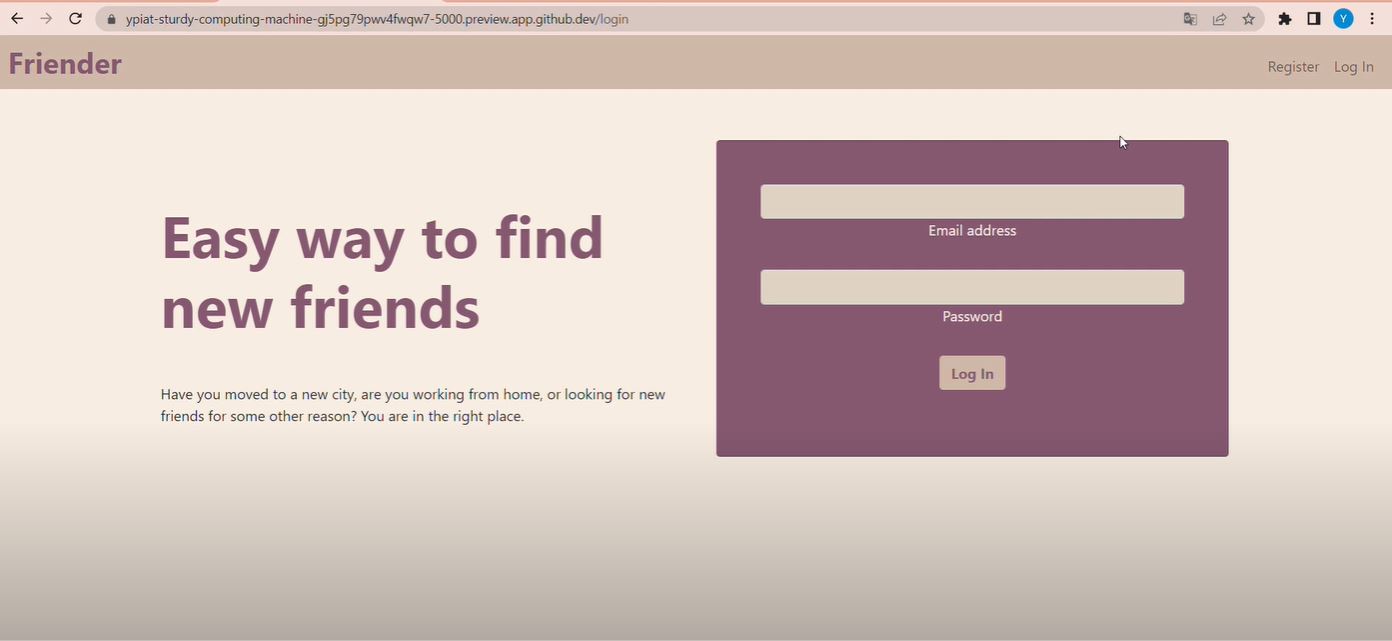 ypiat-sturdy-computing-machine-gj5pg79pwv4fwqw7-5000.preview.app.github.dev/login
Y
Friender
Register Log In
Easy way to find
new friends
Have you moved to a new city, are you working from home, or looking for new
friends for some other reason? You are in the right place.
Email address
Password
Log In